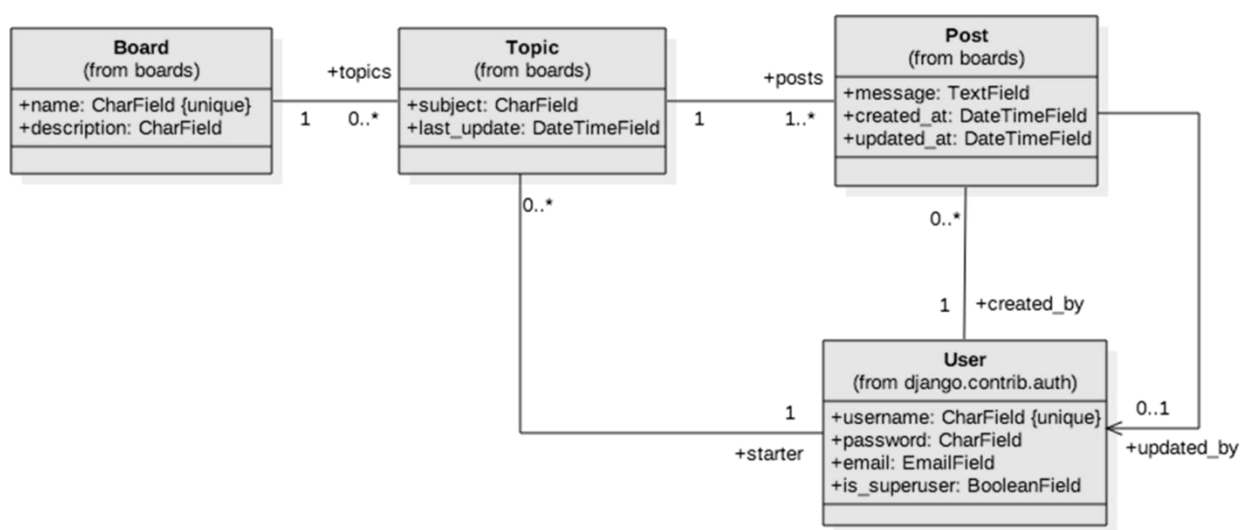 Board
(from boards)
+name: CharField {unique}
+description: CharField
1
+topics
0..*
Topic
(from boards)
+subject: CharField
+last_update: DateTimeField
1
+posts
1..*
Post
(from boards)
+message: TextField
+created_at: DateTimeField
+updated_at: DateTimeField
0..*
0..*
1
+created_by
User
(from django.contrib.auth)
+username: CharField {unique}
+password: CharField
+email: EmailField
+is_superuser: BooleanField
1
+starter
0..1
+updated_by